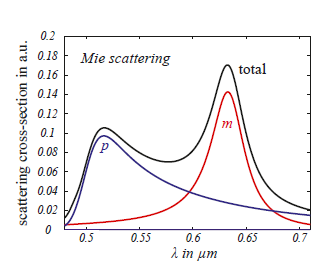 scattering cross-section in a.u.
0.2
0.18
0.16
0.14
0.12
0.1
0.08
0.06
0.04
0.02
0
Mie scattering
total
m
p
0.5 0.55 0.6 0.65 0.7
λ in µm